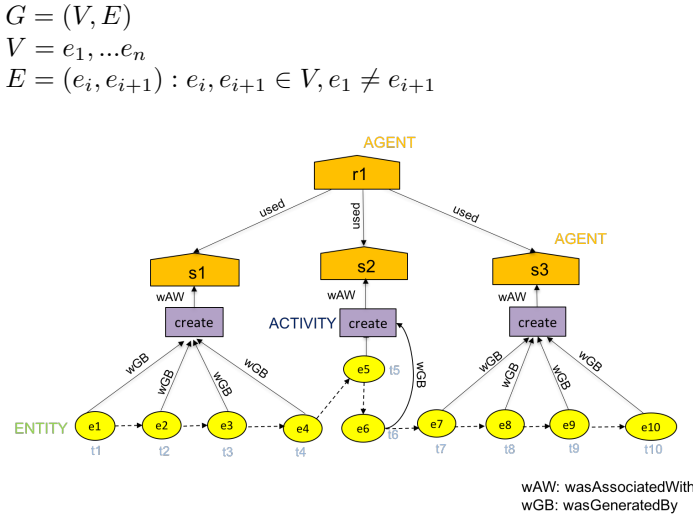 G = (V, E)
V = e_1, ...e_n
E = (e_i, e_{i+1}) : e_i, e_{i+1} ∈ V, e_1 ≠ e_{i+1}
AGENT
r1
used
used
used
AGENT
s1
s2
s3
wAW
wAW
wAW
create
ACTIVITY
create
create
wGB
wGB
wGB
wGB
e5
t5
wGB
wGB
wGB
wGB
wGB
ENTITY
e1
e2
e3
e4
e6
e7
e8
e9
e10
t1
t2
t3
t4
t6
t7
t8
t9
t10
wAW: wasAssociatedWith
wGB: wasGeneratedBy